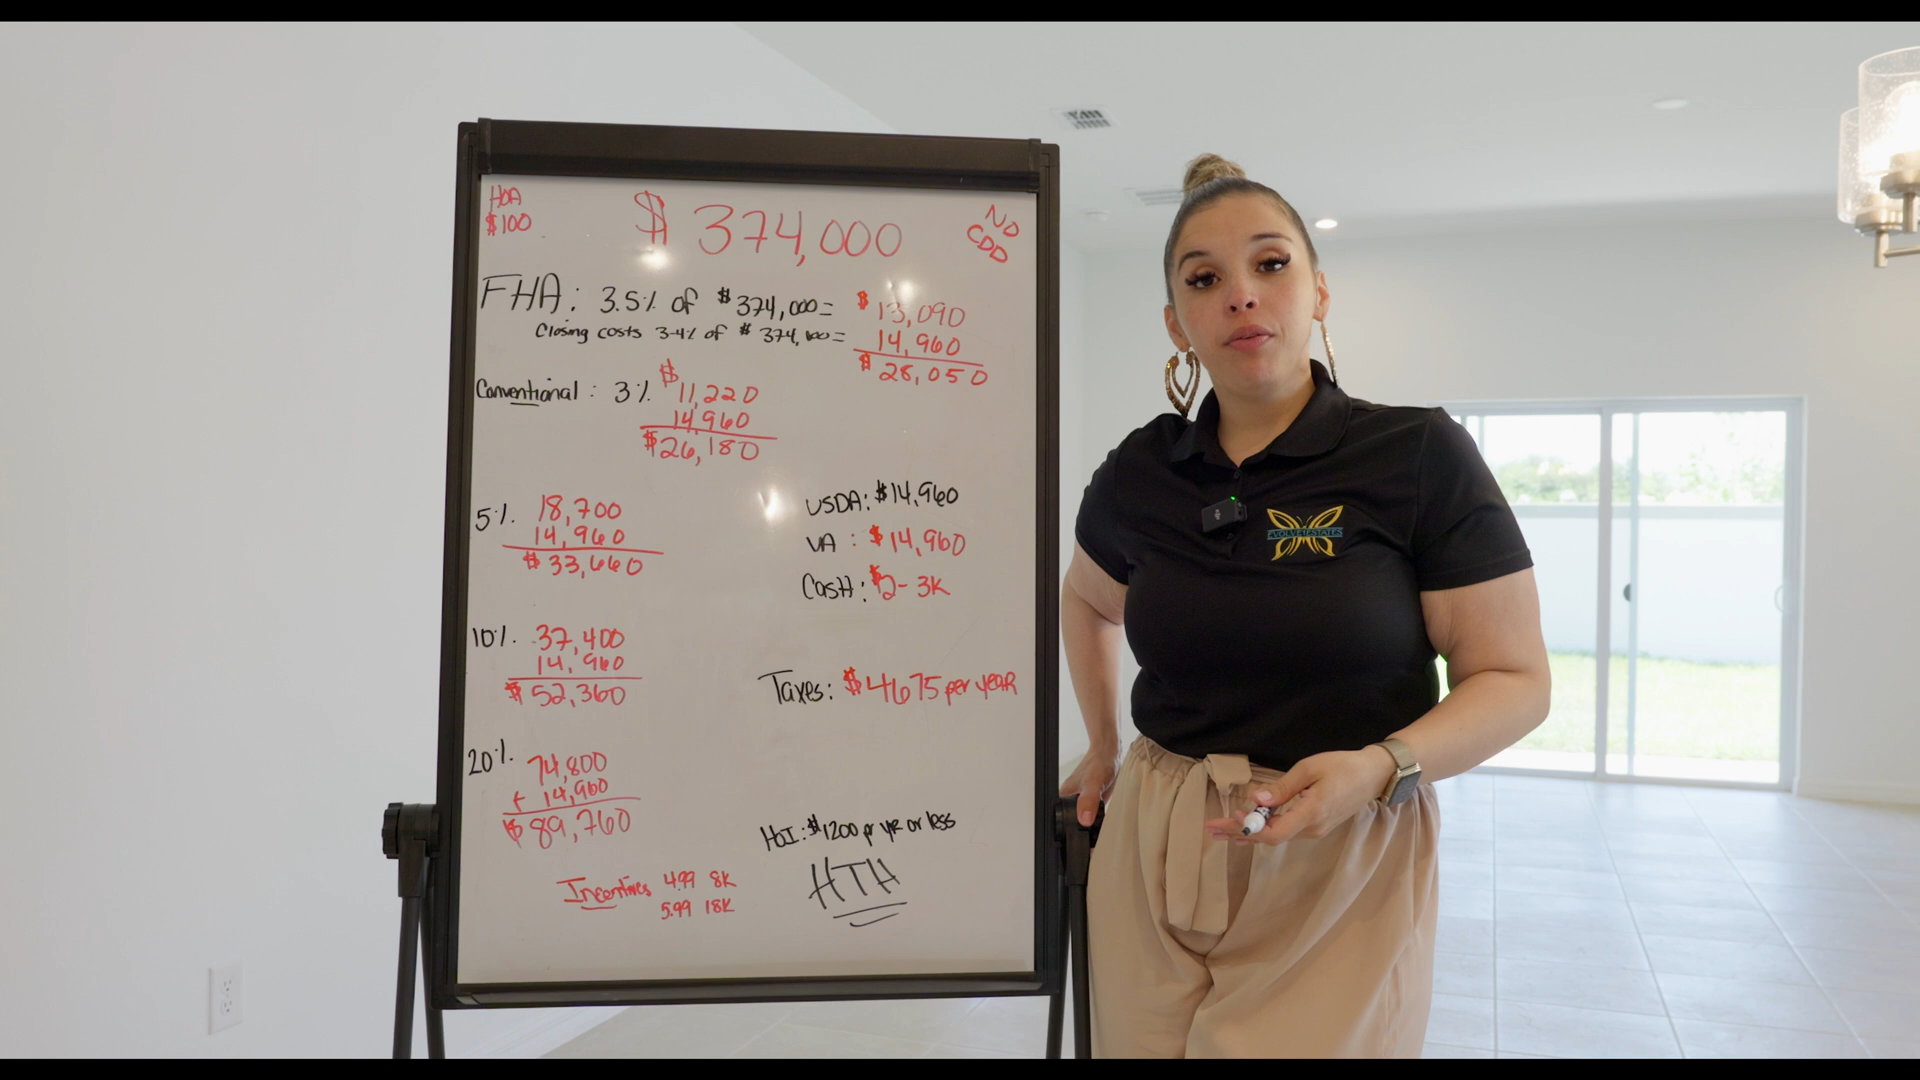 HOA
$100
$ 374,000
NO
CDD
FHA: 3.5% of $374,000= $13,090
Closing costs 3-4% of $374,000= 14,960
$28,050
Conventional: 3% $11,220
14,960
$26,180
5% 18,700
14,960
$33,660
10% 37,400
14,960
$52,360
20% 74,800
+ 14,960
$89,760
USDA: $14,960
VA: $14,960
CASH: $2-3K
Taxes: $4675 per year
HOI: $1200 pr yr or less
HTH
Incentives 4.99 8K
5.99 18K
EVOLVE ESTATES